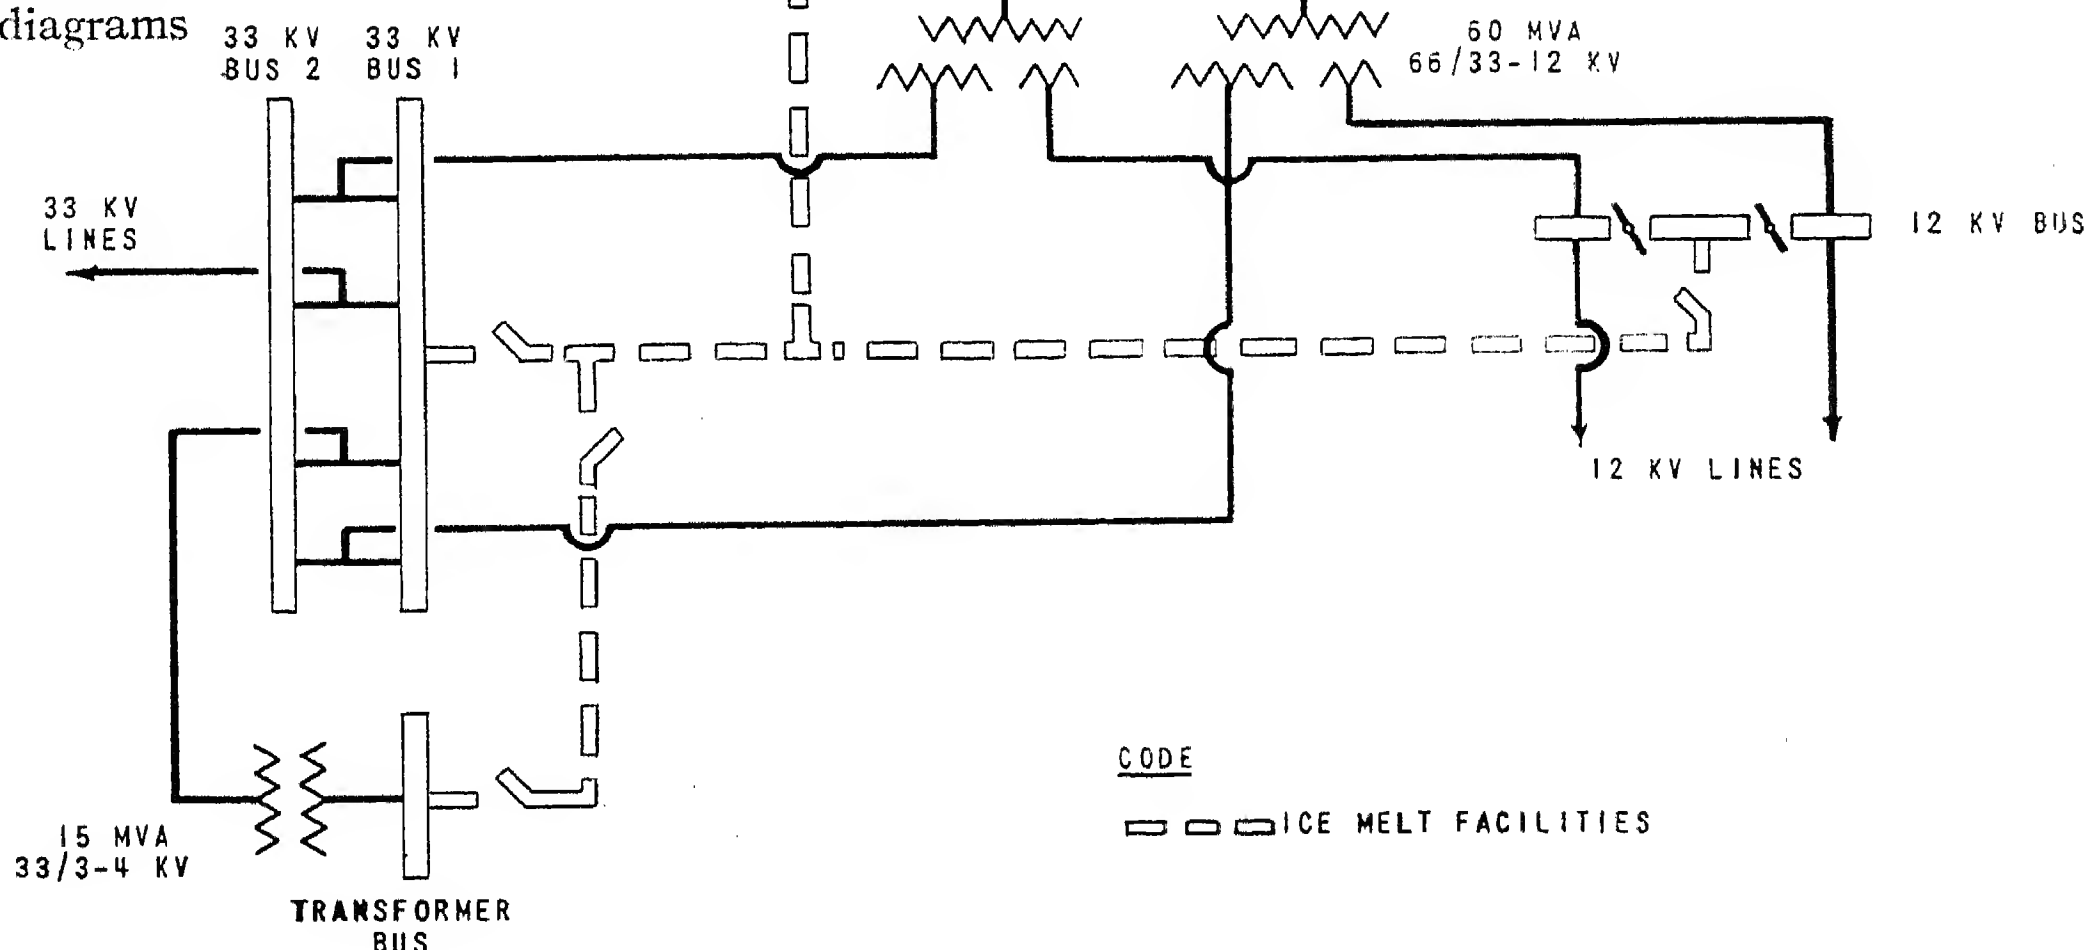 diagrams
33 KV
BUS 2
33 KV
BUS 1
60 MVA
66/33-12 KV
33 KV
LINES
12 KV BUS
12 KV LINES
CODE
ICE MELT FACILITIES
15 MVA
33/3-4 KV
TRANSFORMER
BUS